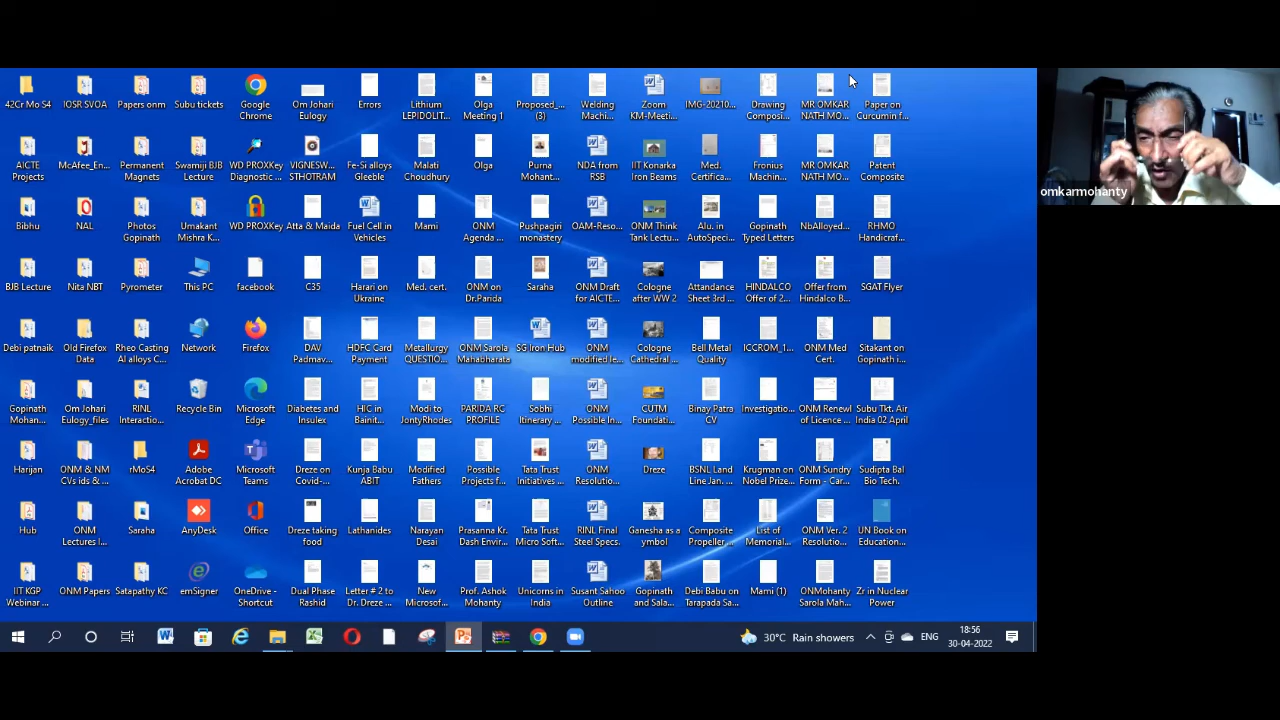 42Cr Mo S4
IOSR SVOA
Papers onm
Subu tickets
Google
Chrome
Om Johari
Eulogy
Errors
Lithium
LEPIDOLIT...
Olga
Meeting 1
Proposed_...
(3)
Welding
Machi...
Zoom
KM-Meeti...
IMG-20210...
Drawing
Composi...
MR OMKAR
NATH MO...
Paper on
Curcumin f...
omkarmohanty
AICTE
Projects
McAfee_En...
Permanent
Magnets
Swamiji BJB
Lecture
WD PROXKey
Diagnostic ...
VIGNESW...
STHOTRAM
Fe-Si alloys
Gleeble
Malati
Choudhury
Olga
Purna
Mohant...
NDA from
RSB
IIT Konarka
Iron Beams
Med.
Certifica...
Fronius
Machin...
MR OMKAR
NATH MO...
Patent
Composite
Bibhu
NAL
Photos
Gopinath
Umakant
Mishra K...
WD PROXKey
Atta & Maida
Fuel Cell in
Vehicles
Mami
ONM
Agenda ...
Pushpagiri
monastery
OAM-Reso...
ONM Think
Tank Lectu...
Alu. in
AutoSpeci...
Gopinath
Typed Letters
NbAlloyed...
RHMO
Handicraf...
BJB Lecture
Nita NBT
Pyrometer
This PC
facebook
C35
Harari on
Ukraine
Med. cert.
ONM on
Dr.Parida
Saraha
ONM Draft
for AICTE...
Cologne
after WW 2
Attandance
Sheet 3rd ...
HINDALCO
Offer of 2...
Offer from
Hindalco B...
SGAT Flyer
Debi patnaik
Old Firefox
Data
Rheo Casting
Al alloys C...
Network
Firefox
DAV
Padmav...
HDFC Card
Payment
Metallurgy
QUESTIO...
ONM Sarola
Mahabharata
SG Iron Hub
ONM
modified le...
Cologne
Cathedral ...
Bell Metal
Quality
ICCROM_1...
ONM Med
Cert.
Sitakant on
Gopinath i...
Gopinath
Mohan...
Om Johari
Eulogy_files
RINL
Interactio...
Recycle Bin
Microsoft
Edge
Diabetes and
Insulex
HIC in
Bainit...
Modi to
JontyRhodes
PARIDA RC
PROFILE
Sobhi
Itinerary ...
ONM
Possible In...
CUTM
Foundati...
Binay Patra
CV
Investigatio...
ONM Renewl
of Licence ...
Subu Tkt. Air
India 02 April
Harijan
ONM & NM
CVs ids & ...
rMoS4
Adobe
Acrobat DC
Microsoft
Teams
Dreze on
Covid-...
Kunja Babu
ABIT
Modified
Fathers
Possible
Projects f...
Tata Trust
Initiatives ...
ONM
Resolutio...
Dreze
BSNL Land
Line Jan. ...
Krugman on
Nobel Prize...
ONM Sundry
Form - Car...
Sudipta Bal
Bio Tech.
Hub
ONM
Lectures I...
Saraha
AnyDesk
Office
Dreze taking
food
Lathanides
Narayan
Desai
Prasanna Kr.
Dash Envir...
Tata Trust
Micro Soft...
RINL Final
Steel Specs.
Ganesha as a
symbol
Composite
Propeller ...
List of
Memorial...
ONM Ver. 2
Resolutio...
UN Book on
Education...
IIT KGP
Webinar ...
ONM Papers
Satapathy KC
emSigner
OneDrive -
Shortcut
Dual Phase
Rashid
Letter # 2 to
Dr. Dreze ...
New
Microsof...
Prof. Ashok
Mohanty
Unicorns in
India
Susant Sahoo
Outline
Gopinath
and Sala...
Debi Babu on
Tarapada Sa...
Mami (1)
ONMohanty
Sarola Mah...
Zr in Nuclear
Power
30°C Rain showers
ENG
18:56
30-04-2022